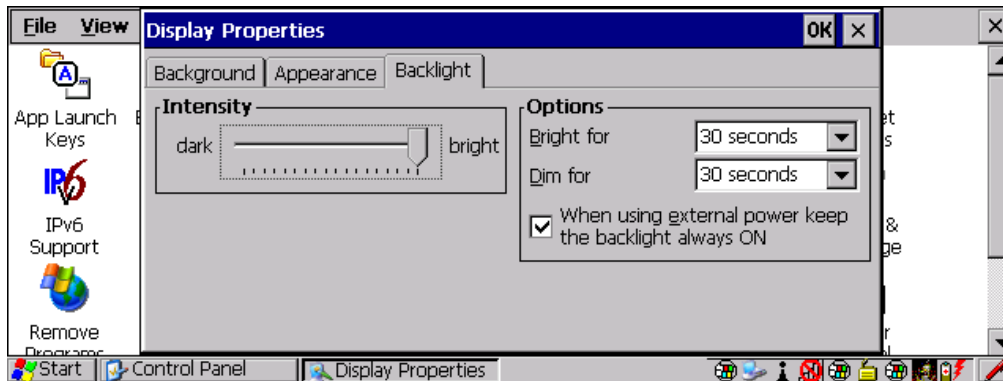 File View
Display Properties
OK
Background Appearance Backlight
App Launch
Keys
IPv6
Support
Remove
Programs
Intensity
dark
bright
Options
Bright for
30 seconds
Dim for
30 seconds
When using external power keep
the backlight always ON
&
Start
Control Panel
Display Properties